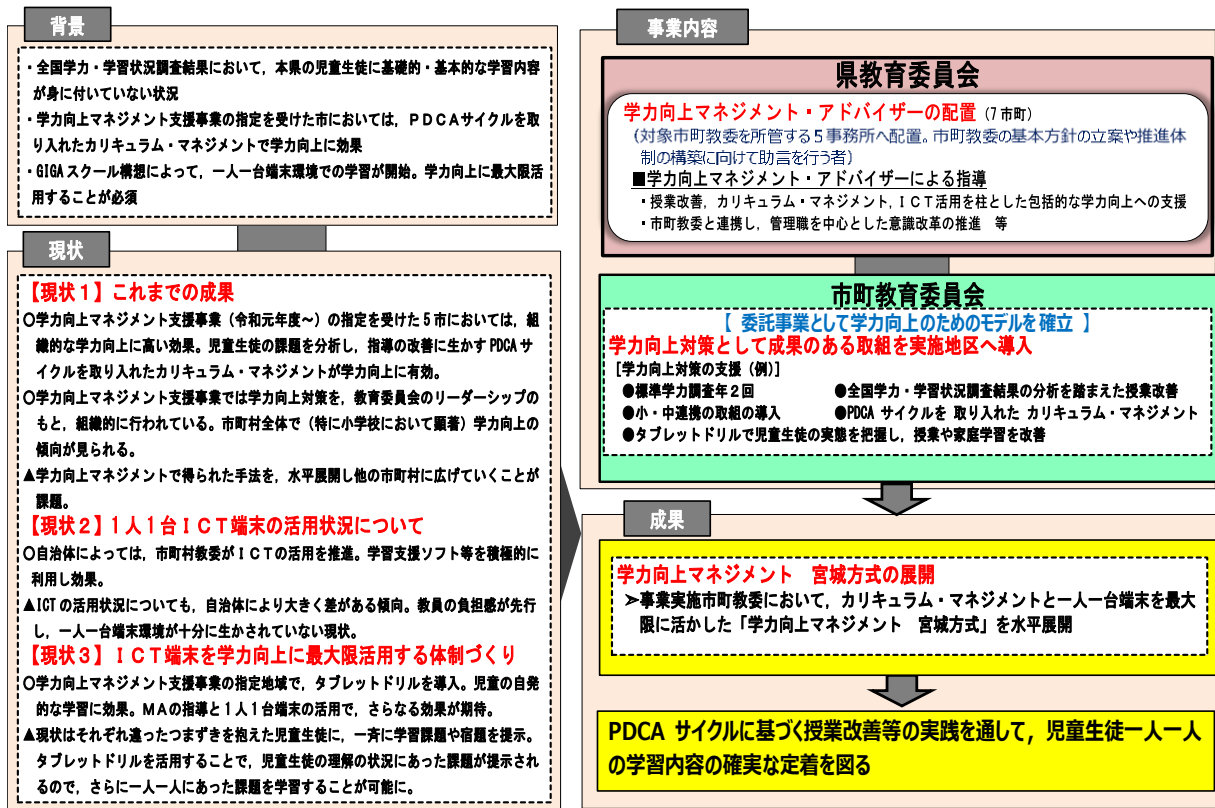 背景
・全国学力・学習状況調査結果において，本県の児童生徒に基礎的・基本的な学習内容
が身に付いていない状況
・学力向上マネジメント支援事業の指定を受けた市においては，ＰＤＣＡサイクルを取
り入れたカリキュラム・マネジメントで学力向上に効果
・GIGAスクール構想によって，一人一台端末環境での学習が開始。学力向上に最大限活
用することが必須
現状
【現状１】これまでの成果
○学力向上マネジメント支援事業（令和元年度～）の指定を受けた５市においては，組
織的な学力向上に高い効果。児童生徒の課題を分析し，指導の改善に生かすPDCAサ
イクルを取り入れたカリキュラム・マネジメントが学力向上に有効。
○学力向上マネジメント支援事業では学力向上対策を，教育委員会のリーダーシップの
もと，組織的に行われている。市町村全体で（特に小学校において顕著）学力向上の
傾向が見られる。
▲学力向上マネジメントで得られた手法を，水平展開し他の市町村に広げていくことが
課題。
【現状２】１人１台ＩＣＴ端末の活用状況について
○自治体によっては，市町村教委がＩＣＴの活用を推進。学習支援ソフト等を積極的に
利用し効果。
▲ICTの活用状況についても，自治体により大きく差がある傾向。教員の負担感が先行
し，一人一台端末環境が十分に生かされていない現状。
【現状３】ＩＣＴ端末を学力向上に最大限活用する体制づくり
○学力向上マネジメント支援事業の指定地域で，タブレットドリルを導入。児童の自発
的な学習に効果。ＭＡの指導と１人１台端末の活用で，さらなる効果が期待。
▲現状はそれぞれ違ったつまずきを抱えた児童生徒に，一斉に学習課題や宿題を提示。
タブレットドリルを活用することで，児童生徒の理解の状況にあった課題が提示され
るので，さらに一人一人にあった課題を学習することが可能に。
事業内容
県教育委員会
学力向上マネジメント・アドバイザーの配置（７市町）
（対象市町教委を所管する５事務所へ配置。市町教委の基本方針の立案や推進体
制の構築に向けて助言を行う者）
■学力向上マネジメント・アドバイザーによる指導
・授業改善，カリキュラム・マネジメント，ＩＣＴ活用を柱とした包括的な学力向上への支援
・市町教委と連携し，管理職を中心とした意識改革の推進　等
市町教育委員会
【 委託事業として学力向上のためのモデルを確立 】
学力向上対策として成果のある取組を実施地区へ導入
［学力向上対策の支援（例）］
●標準学力調査年２回　●全国学力・学習状況調査結果の分析を踏まえた授業改善
●小・中連携の取組の導入　●PDCA サイクルを 取り入れた カリキュラム・マネジメント
●タブレットドリルで児童生徒の実態を把握し，授業や家庭学習を改善
成果
学力向上マネジメント　宮城方式の展開
➢事業実施市町教委において，カリキュラム・マネジメントと一人一台端末を最大
限に活かした「学力向上マネジメント　宮城方式」を水平展開
PDCA サイクルに基づく授業改善等の実践を通して，児童生徒一人一人
の学習内容の確実な定着を図る